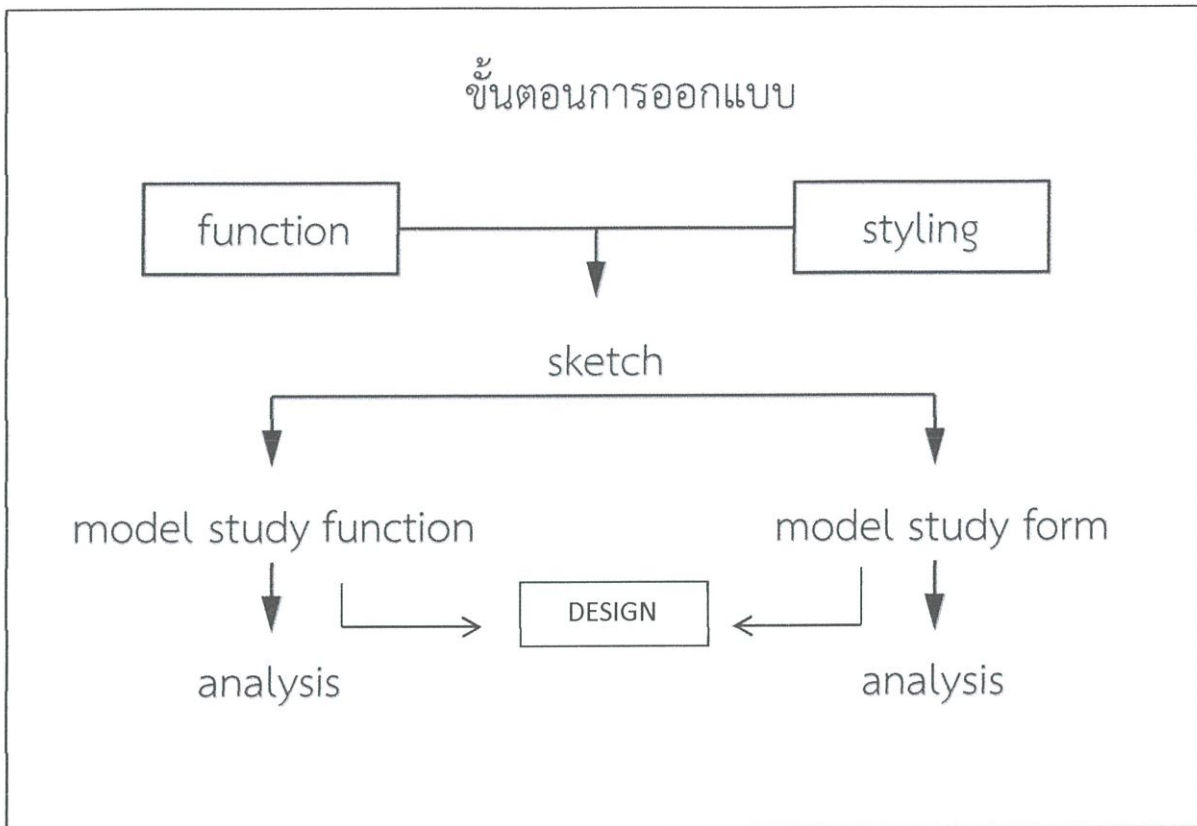 ขั้นตอนการออกแบบ
function
styling
sketch
model study function
model study form
DESIGN
analysis
analysis